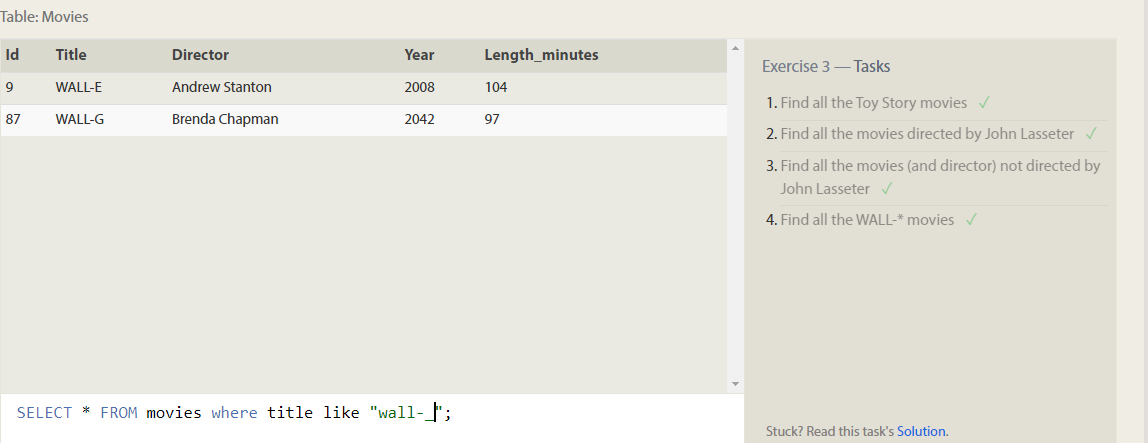 Table: Movies
Id Title Director Year Length_minutes
9 WALL-E Andrew Stanton 2008 104
87 WALL-G Brenda Chapman 2042 97
SELECT * FROM movies where title like "wall-_";
Exercise 3 — Tasks
1. Find all the Toy Story movies ✓
2. Find all the movies directed by John Lasseter ✓
3. Find all the movies (and director) not directed by
John Lasseter ✓
4. Find all the WALL-* movies ✓
Stuck? Read this task's Solution.